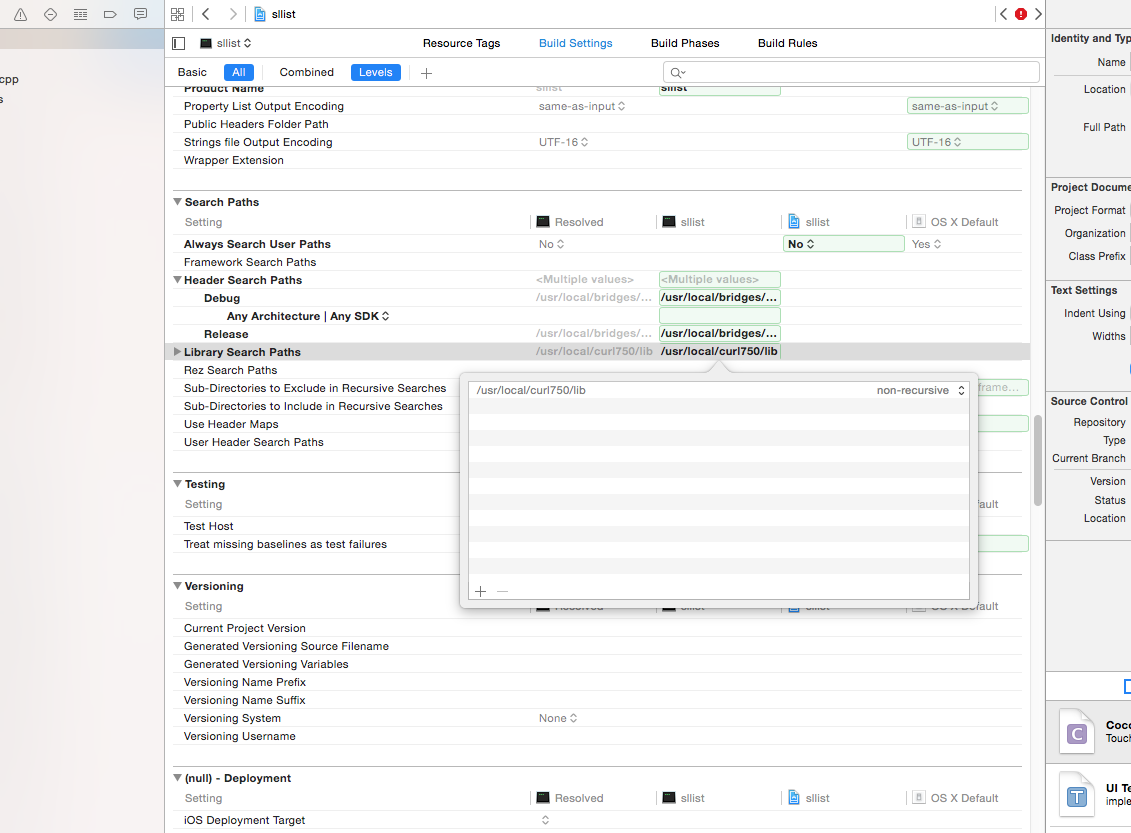 sllist
cpp
s
sllist
Resource Tags Build Settings Build Phases Build Rules
Basic All Combined Levels +
Product Name sllist sllist
Property List Output Encoding same-as-input same-as-input
Public Headers Folder Path
Strings file Output Encoding UTF-16 UTF-16
Wrapper Extension
Search Paths
Setting Resolved sllist sllist OS X Default
Always Search User Paths No No Yes
Framework Search Paths
Header Search Paths <Multiple values> <Multiple values>
Debug /usr/local/bridges/... /usr/local/bridges/...
Any Architecture | Any SDK
Release /usr/local/bridges/... /usr/local/bridges/...
Library Search Paths /usr/local/curl750/lib /usr/local/curl750/lib
Rez Search Paths
Sub-Directories to Exclude in Recursive Searches frame...
Sub-Directories to Include in Recursive Searches
Use Header Maps
User Header Search Paths
/usr/local/curl750/lib non-recursive
+ —
Testing
Setting ault
Test Host
Treat missing baselines as test failures
Versioning
Setting Resolved sllist sllist OS X Default
Current Project Version
Generated Versioning Source Filename
Generated Versioning Variables
Versioning Name Prefix
Versioning Name Suffix
Versioning System None
Versioning Username
(null) - Deployment
Setting Resolved sllist sllist OS X Default
iOS Deployment Target
Identity and Typ
Name
Location
Full Path
Project Docume
Project Format
Organization
Class Prefix
Text Settings
Indent Using
Widths
Source Control
Repository
Type
Current Branch
Version
Status
Location
C
Coco
Touch
T
UI Te
imple